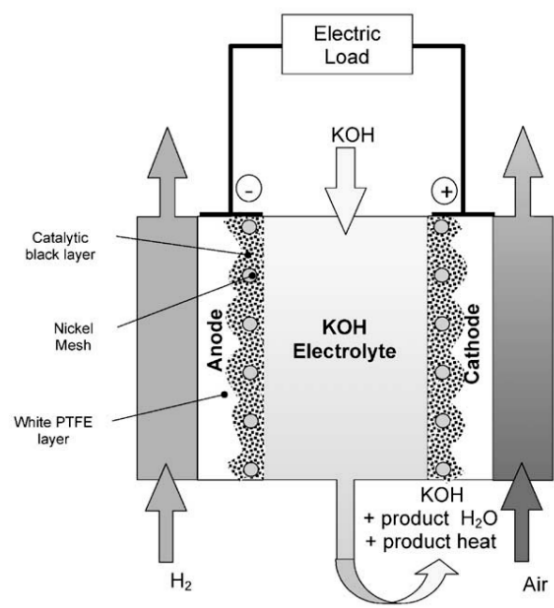 Electric
Load
KOH
-
+
Catalytic
black layer
Nickel
Mesh
White PTFE
layer
Anode
KOH
Electrolyte
Cathode
KOH
+ product H₂O
+ product heat
H₂
Air